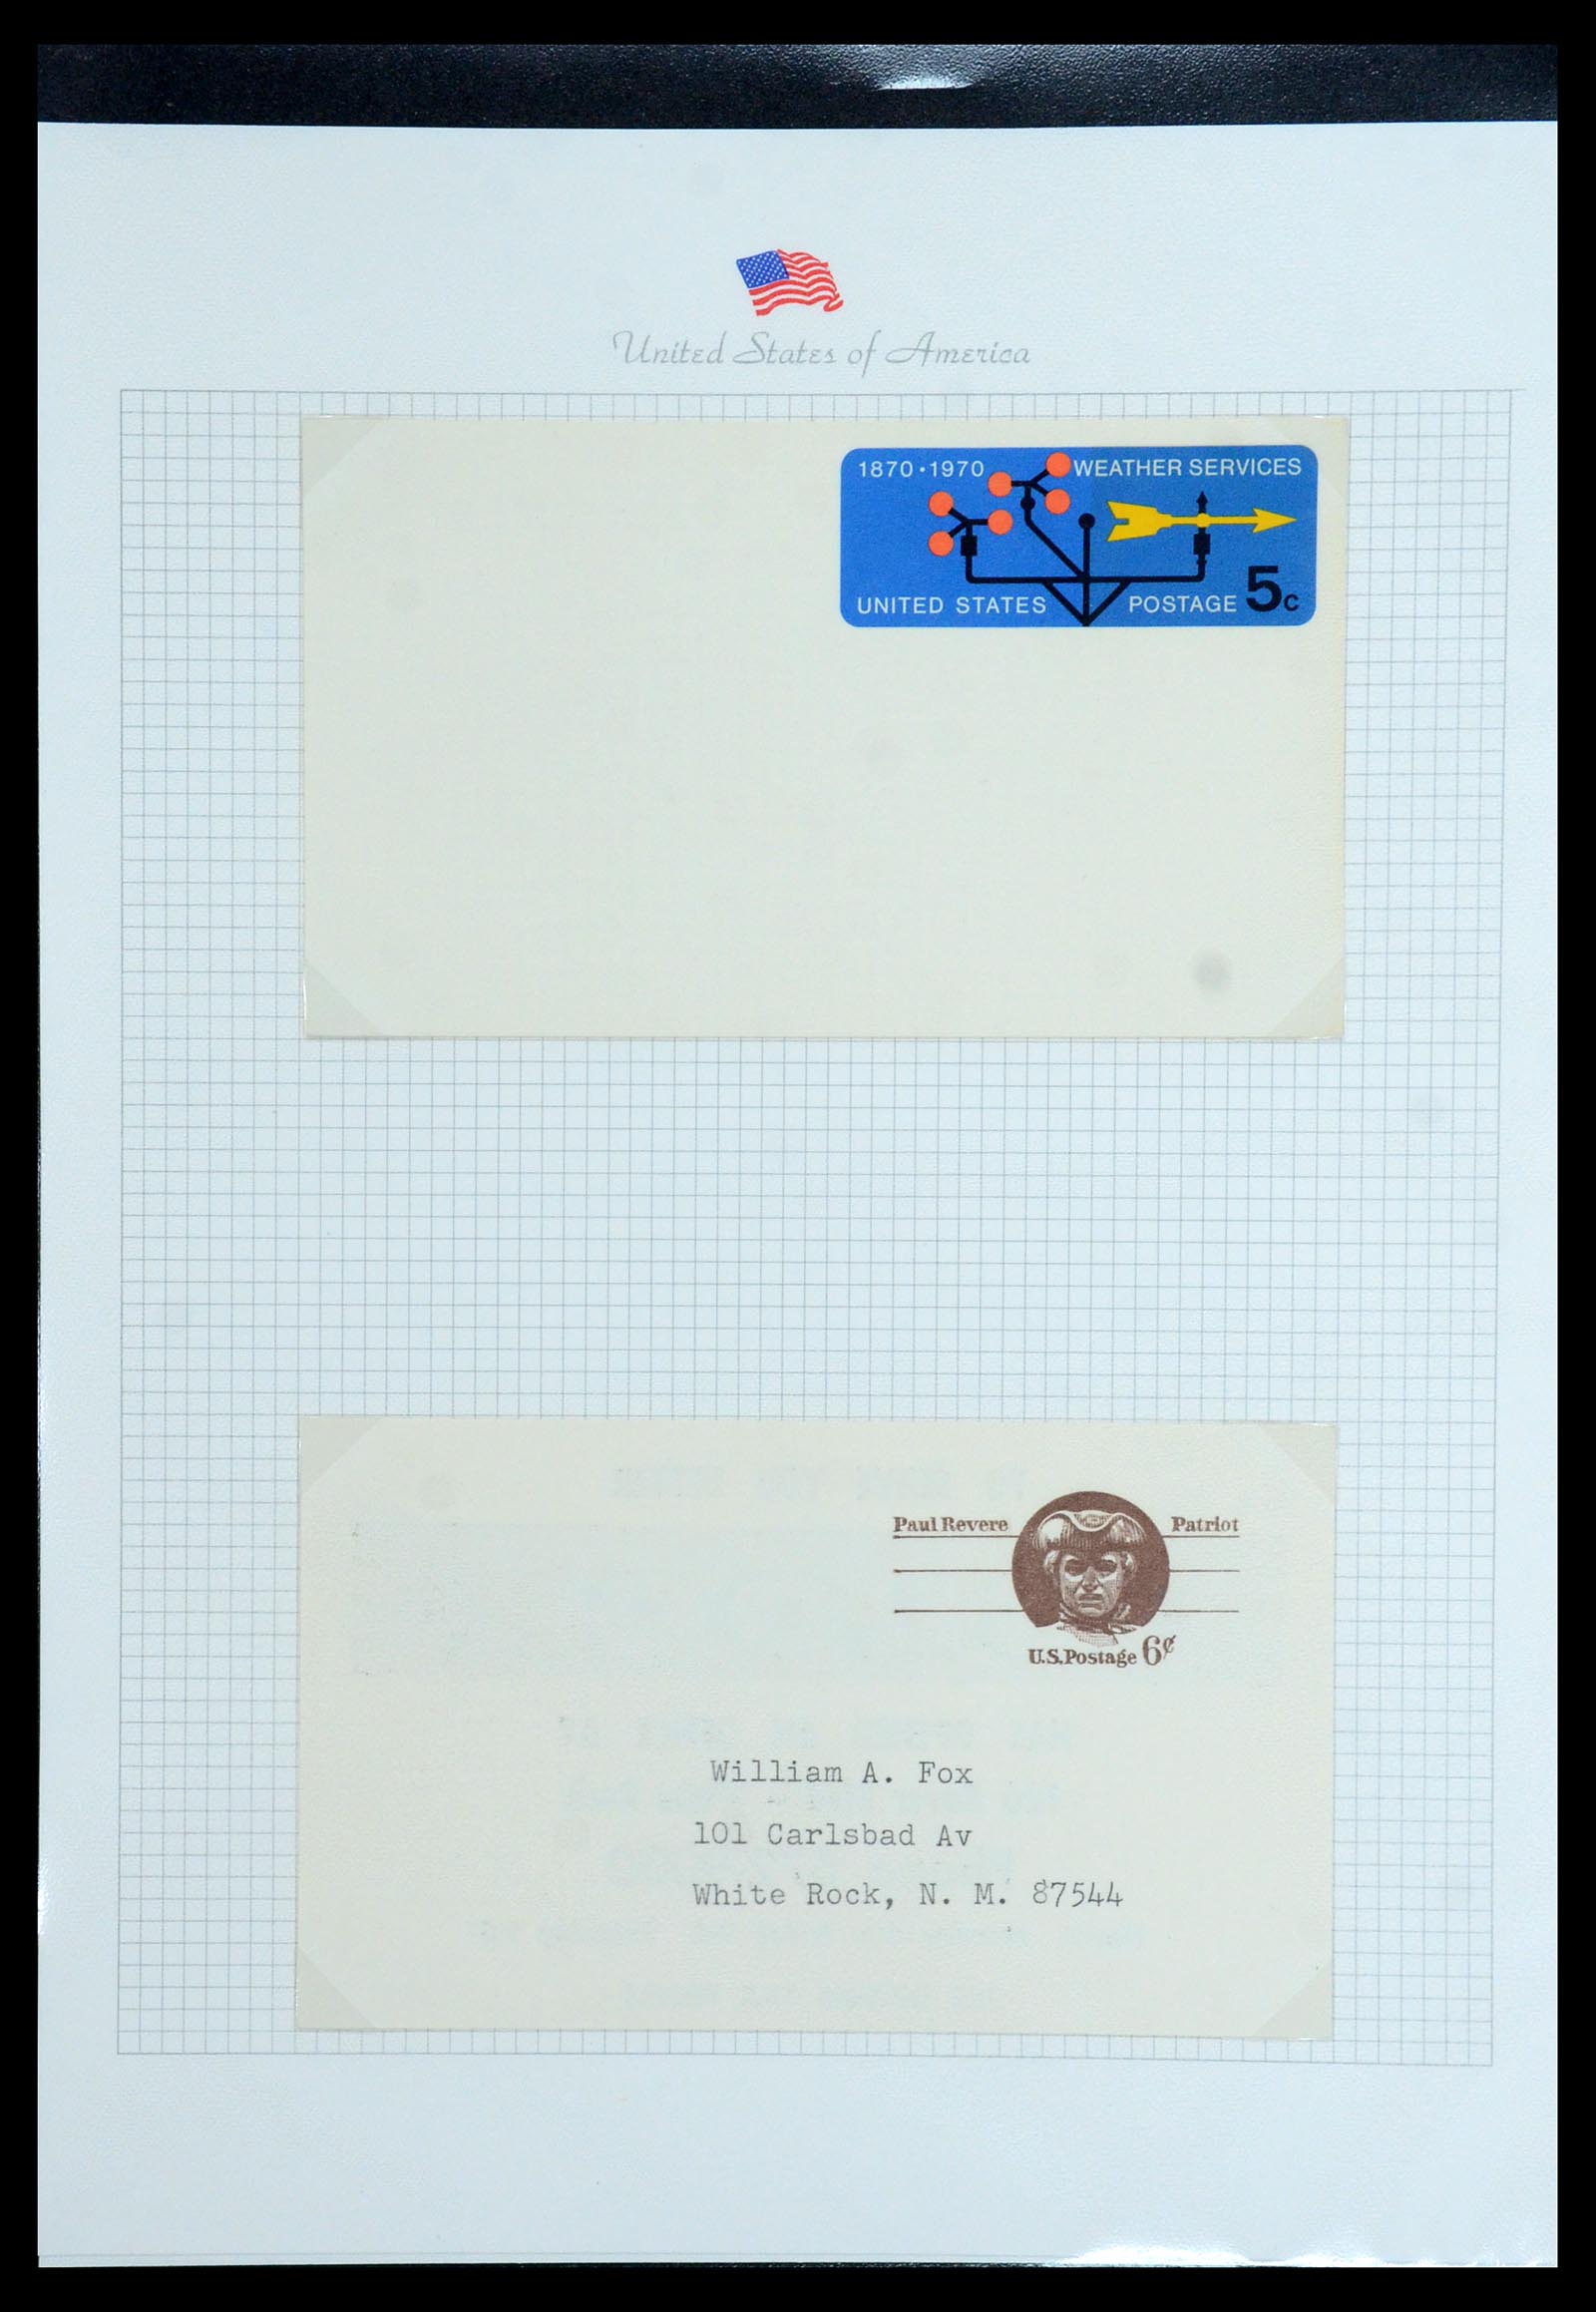 United States of America
1870 • 1970 WEATHER SERVICES
UNITED STATES POSTAGE 5c
Paul Revere Patriot
U.S. Postage 6¢
William A. Fox
101 Carlsbad Av
White Rock, N. M. 87544